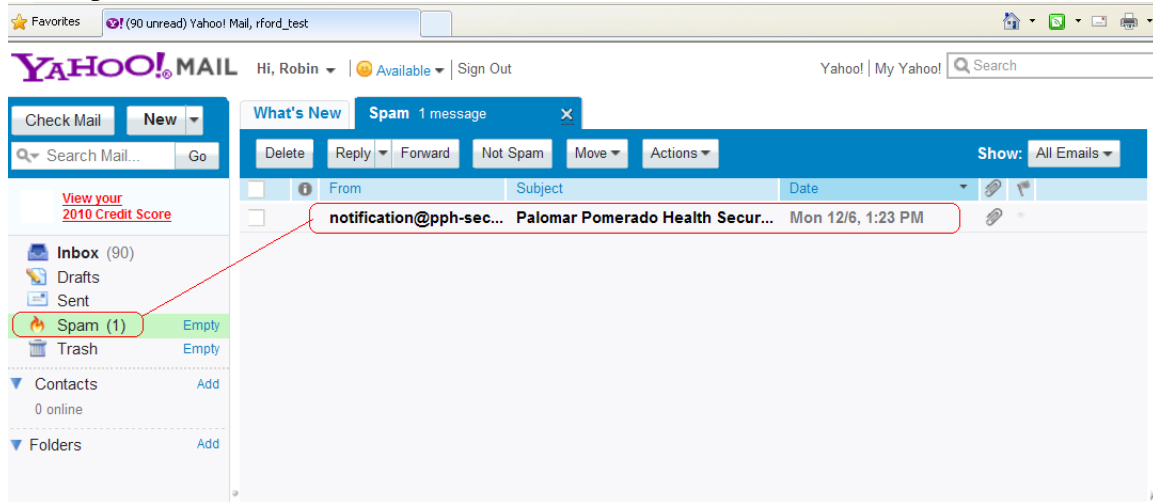 Favorites (90 unread) Yahoo! Mail, rford_test
YAHOO!® MAIL Hi, Robin Available Sign Out Yahoo! My Yahoo! Search
Check Mail New What's New Spam 1 message
Search Mail... Go Delete Reply Forward Not Spam Move Actions Show: All Emails
From Subject Date
View your
2010 Credit Score
notification@pph-sec... Palomar Pomerado Health Secur... Mon 12/6, 1:23 PM
Inbox (90)
Drafts
Sent
Spam (1) Empty
Trash Empty
Contacts Add
0 online
Folders Add